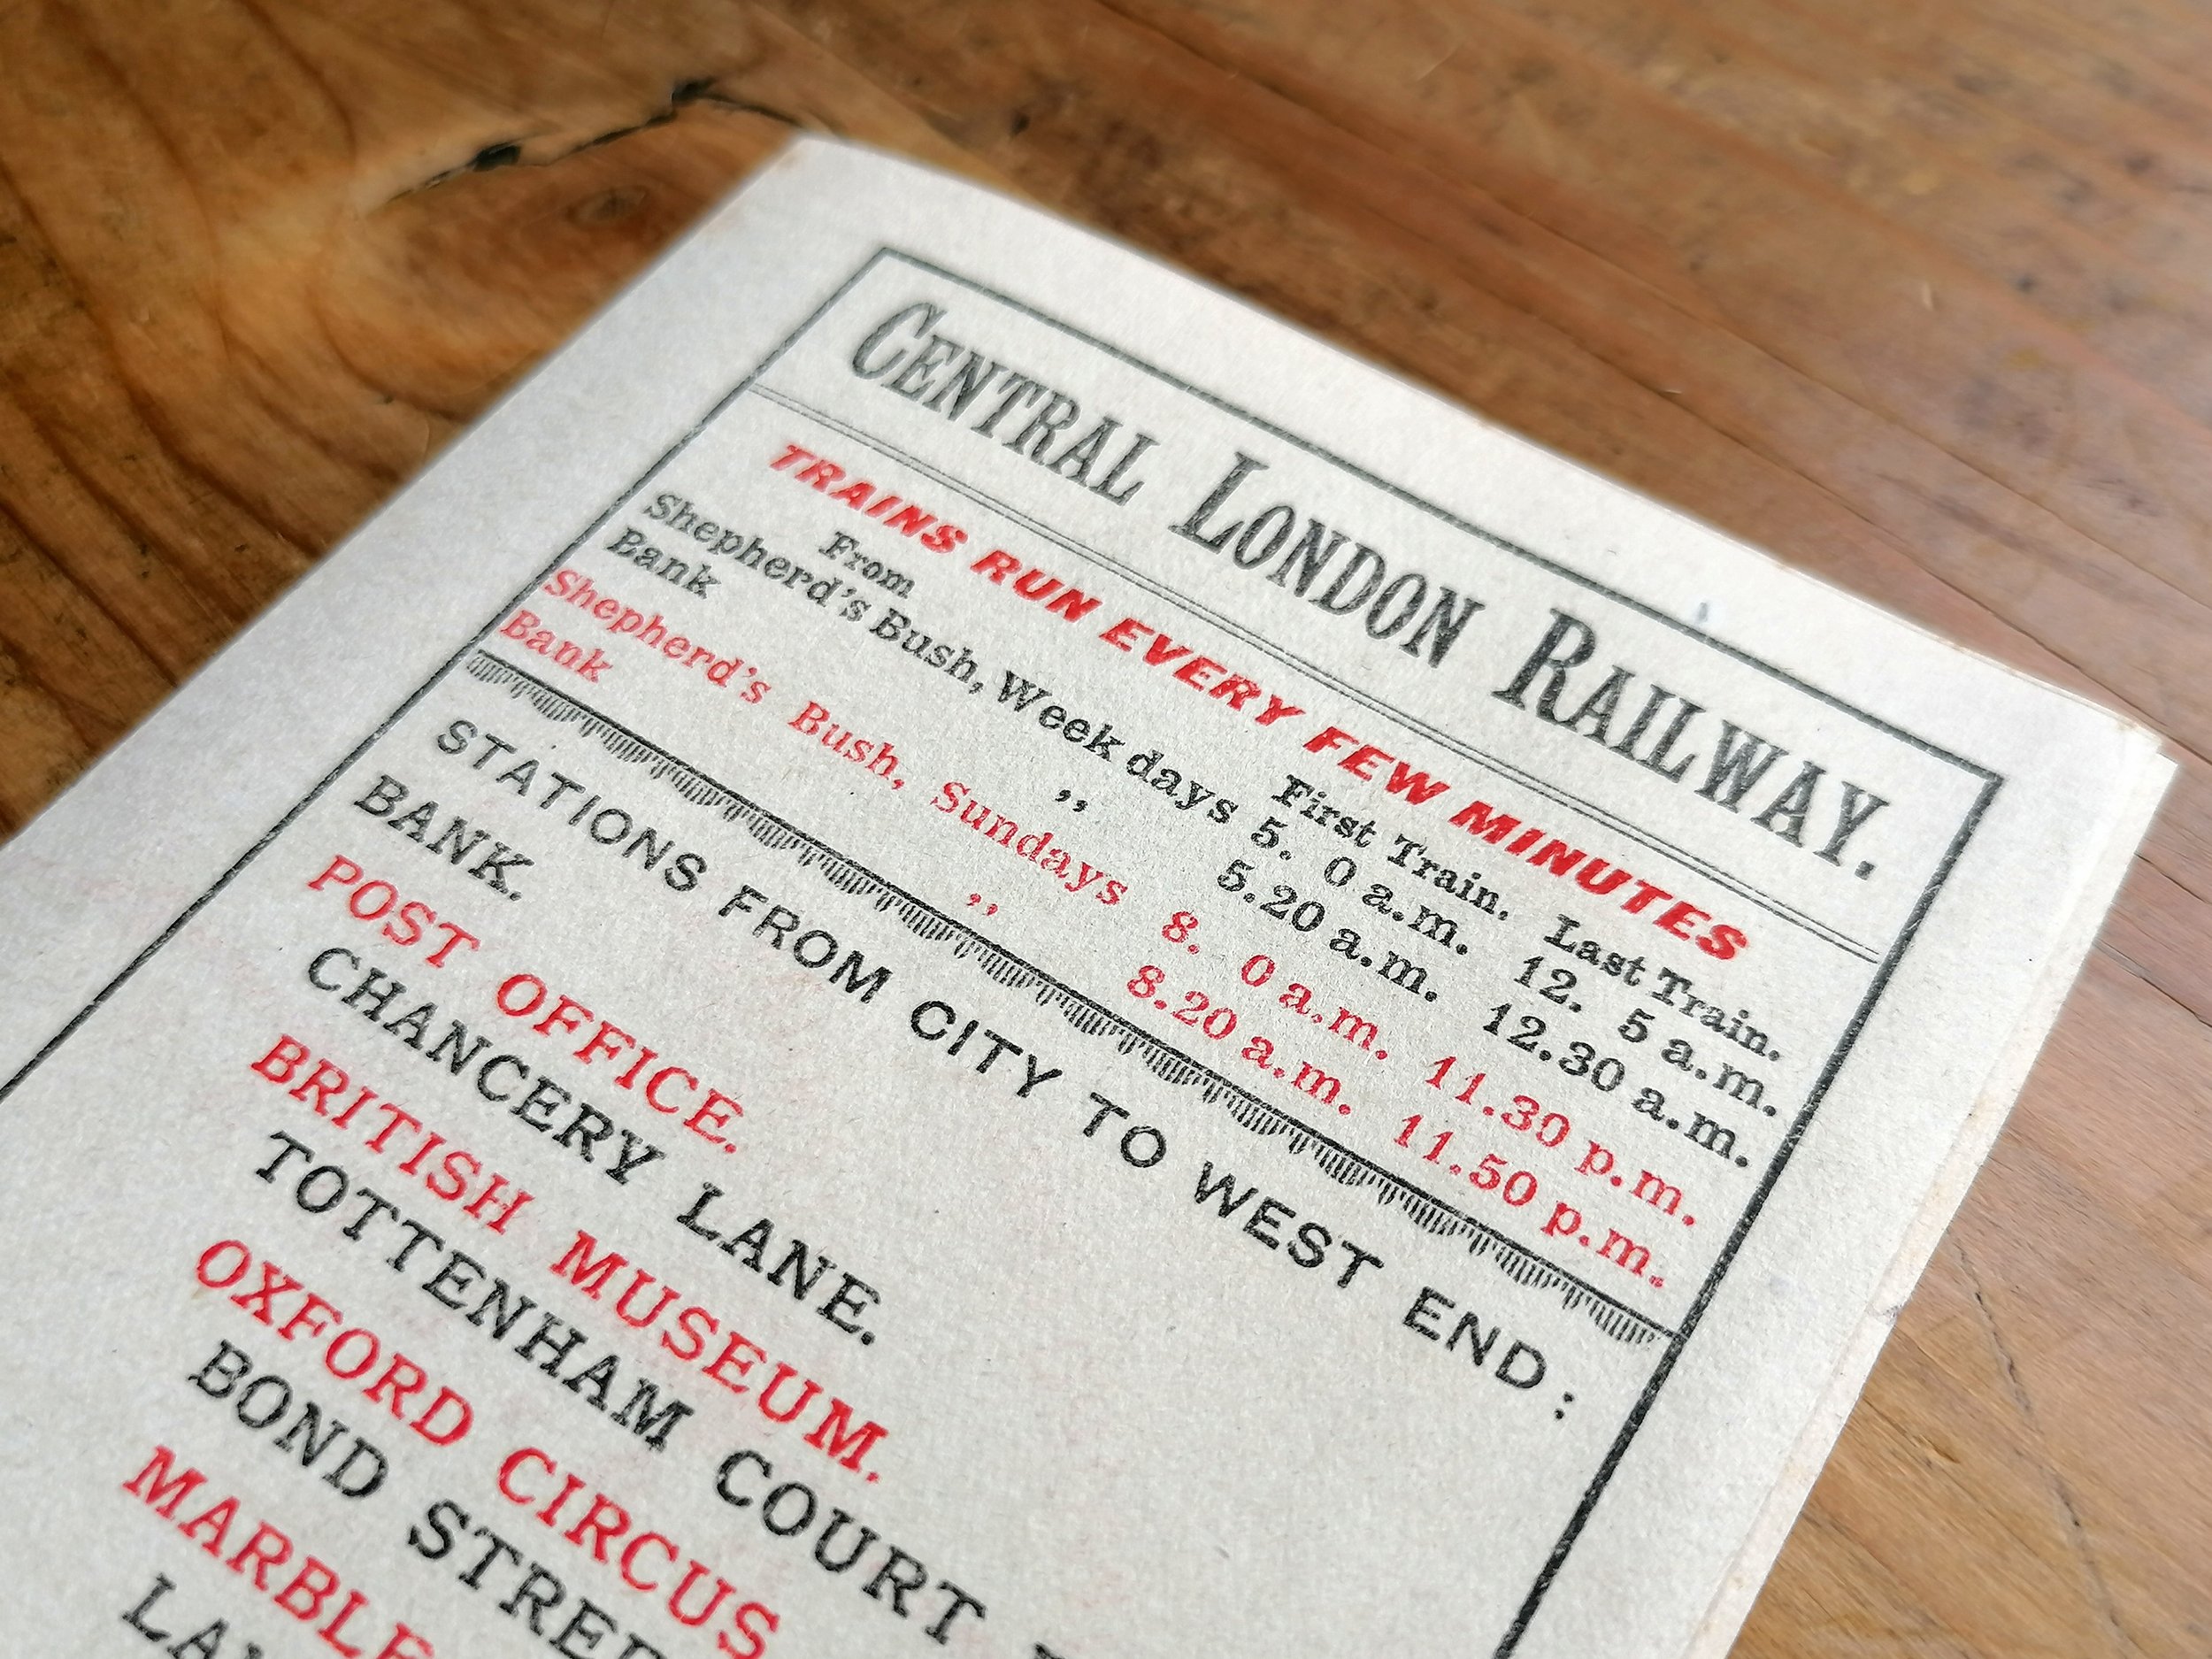 CENTRAL LONDON RAILWAY.
TRAINS RUN EVERY FEW MINUTES
From First Train. Last Train.
Shepherd's Bush, Week days 5. 0 a.m. 12. 5 a.m.
Bank ,, 5.20 a.m. 12.30 a.m.
Shepherd's Bush, Sundays 8. 0 a.m. 11.30 p.m.
Bank ,, 8.20 a.m. 11.50 p.m.
STATIONS FROM CITY TO WEST END:
BANK.
POST OFFICE.
CHANCERY LANE.
BRITISH MUSEUM.
TOTTENHAM COURT
OXFORD CIRCUS
BOND STREET
MARBLE